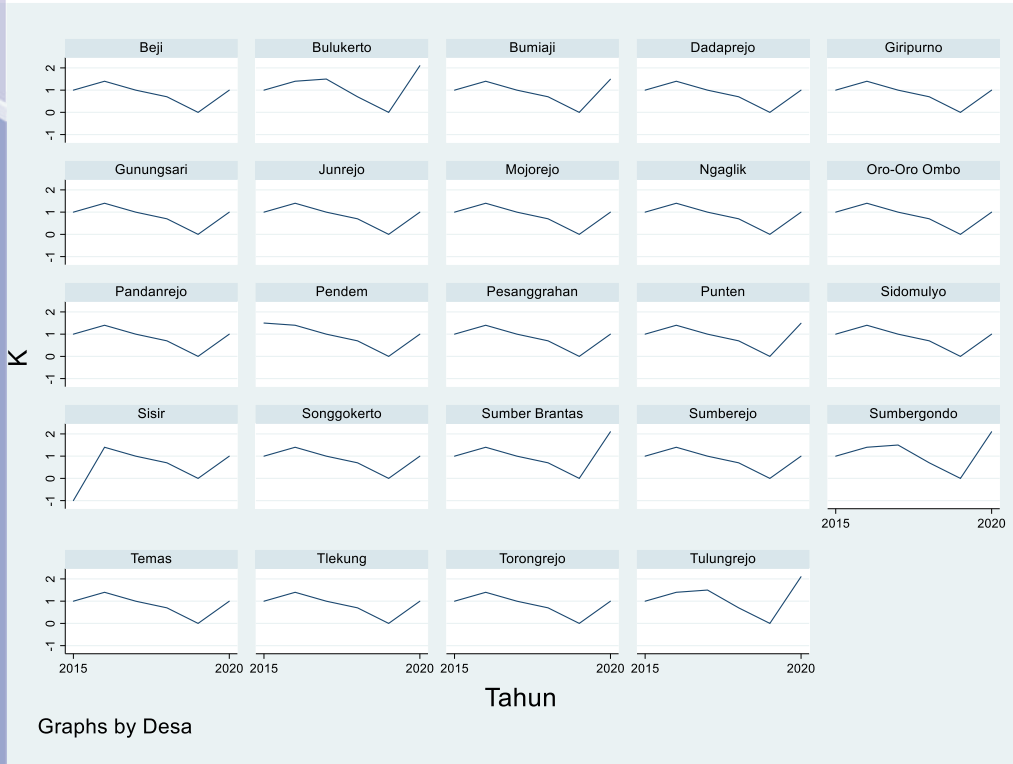 Beji Bulukerto Bumiaji Dadaprejo Giripurno
2
1
0
-1
Gunungsari Junrejo Mojorejo Ngaglik Oro-Oro Ombo
2
1
0
-1
Pandanrejo Pendem Pesanggrahan Punten Sidomulyo
2
1
0
-1
K
Sisir Songgokerto Sumber Brantas Sumberejo Sumbergondo
2
1
0
-1
2015 2020
Temas Tlekung Torongrejo Tulungrejo
2
1
0
-1
2015 2020 2015 2020 2015 2020 2015 2020
Tahun
Graphs by Desa